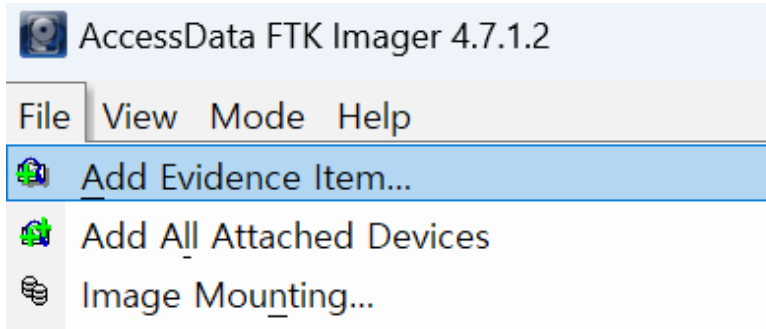 AccessData FTK Imager 4.7.1.2
File View Mode Help
Add Evidence Item...
Add All Attached Devices
Image Mounting...